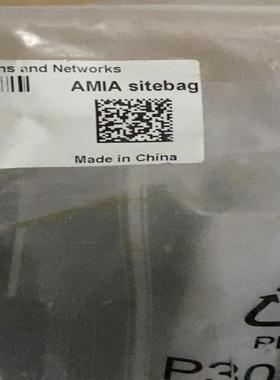 ns and Networks
AMIA sitebag
Made in China